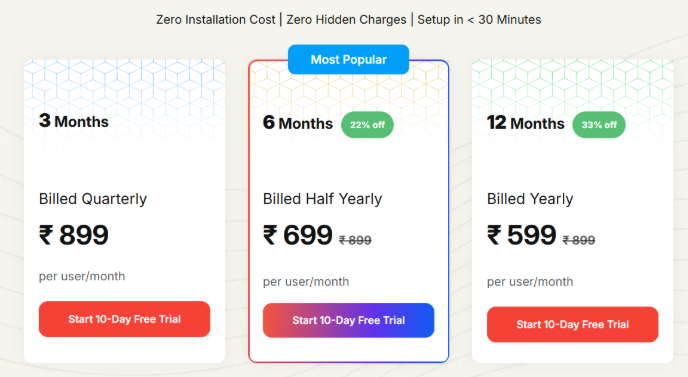 Zero Installation Cost | Zero Hidden Charges | Setup in < 30 Minutes
Most Popular
3 Months
Billed Quarterly
₹ 899
per user/month
Start 10-Day Free Trial
6 Months 22% off
Billed Half Yearly
₹ 699 ₹ 899
per user/month
Start 10-Day Free Trial
12 Months 33% off
Billed Yearly
₹ 599 ₹ 899
per user/month
Start 10-Day Free Trial